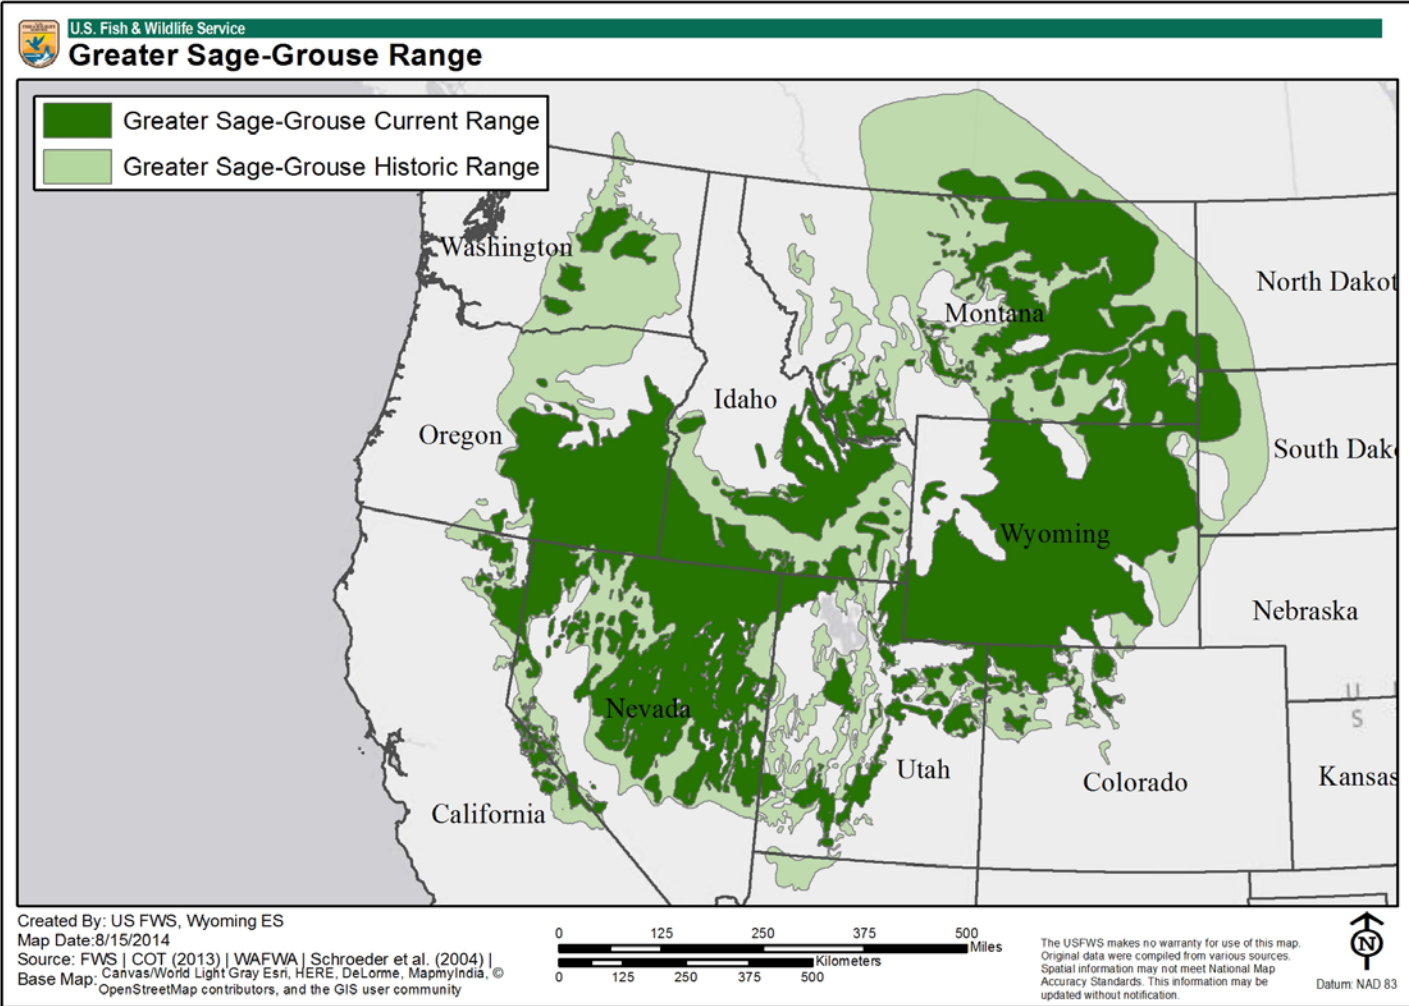 U.S. Fish & Wildlife Service
Greater Sage-Grouse Range
Greater Sage-Grouse Current Range
Greater Sage-Grouse Historic Range
Washington
North Dakot
Montana
Idaho
Oregon
South Dak
Wyoming
Nebraska
Nevada
U
S
Utah
Colorado
Kansas
California
Created By: US FWS, Wyoming ES
Map Date:8/15/2014
Source: FWS | COT (2013) | WAFWA | Schroeder et al. (2004) |
Base Map: Canvas/World Light Gray Esri, HERE, DeLorme, MapmyIndia, ©
OpenStreetMap contributors, and the GIS user community
0 125 250 375 500
Miles
Kilometers
0 125 250 375 500
The USFWS makes no warranty for use of this map.
Original data were compiled from various sources.
Spatial information may not meet National Map
Accuracy Standards. This information may be
updated without notification.
N
Datum: NAD 83